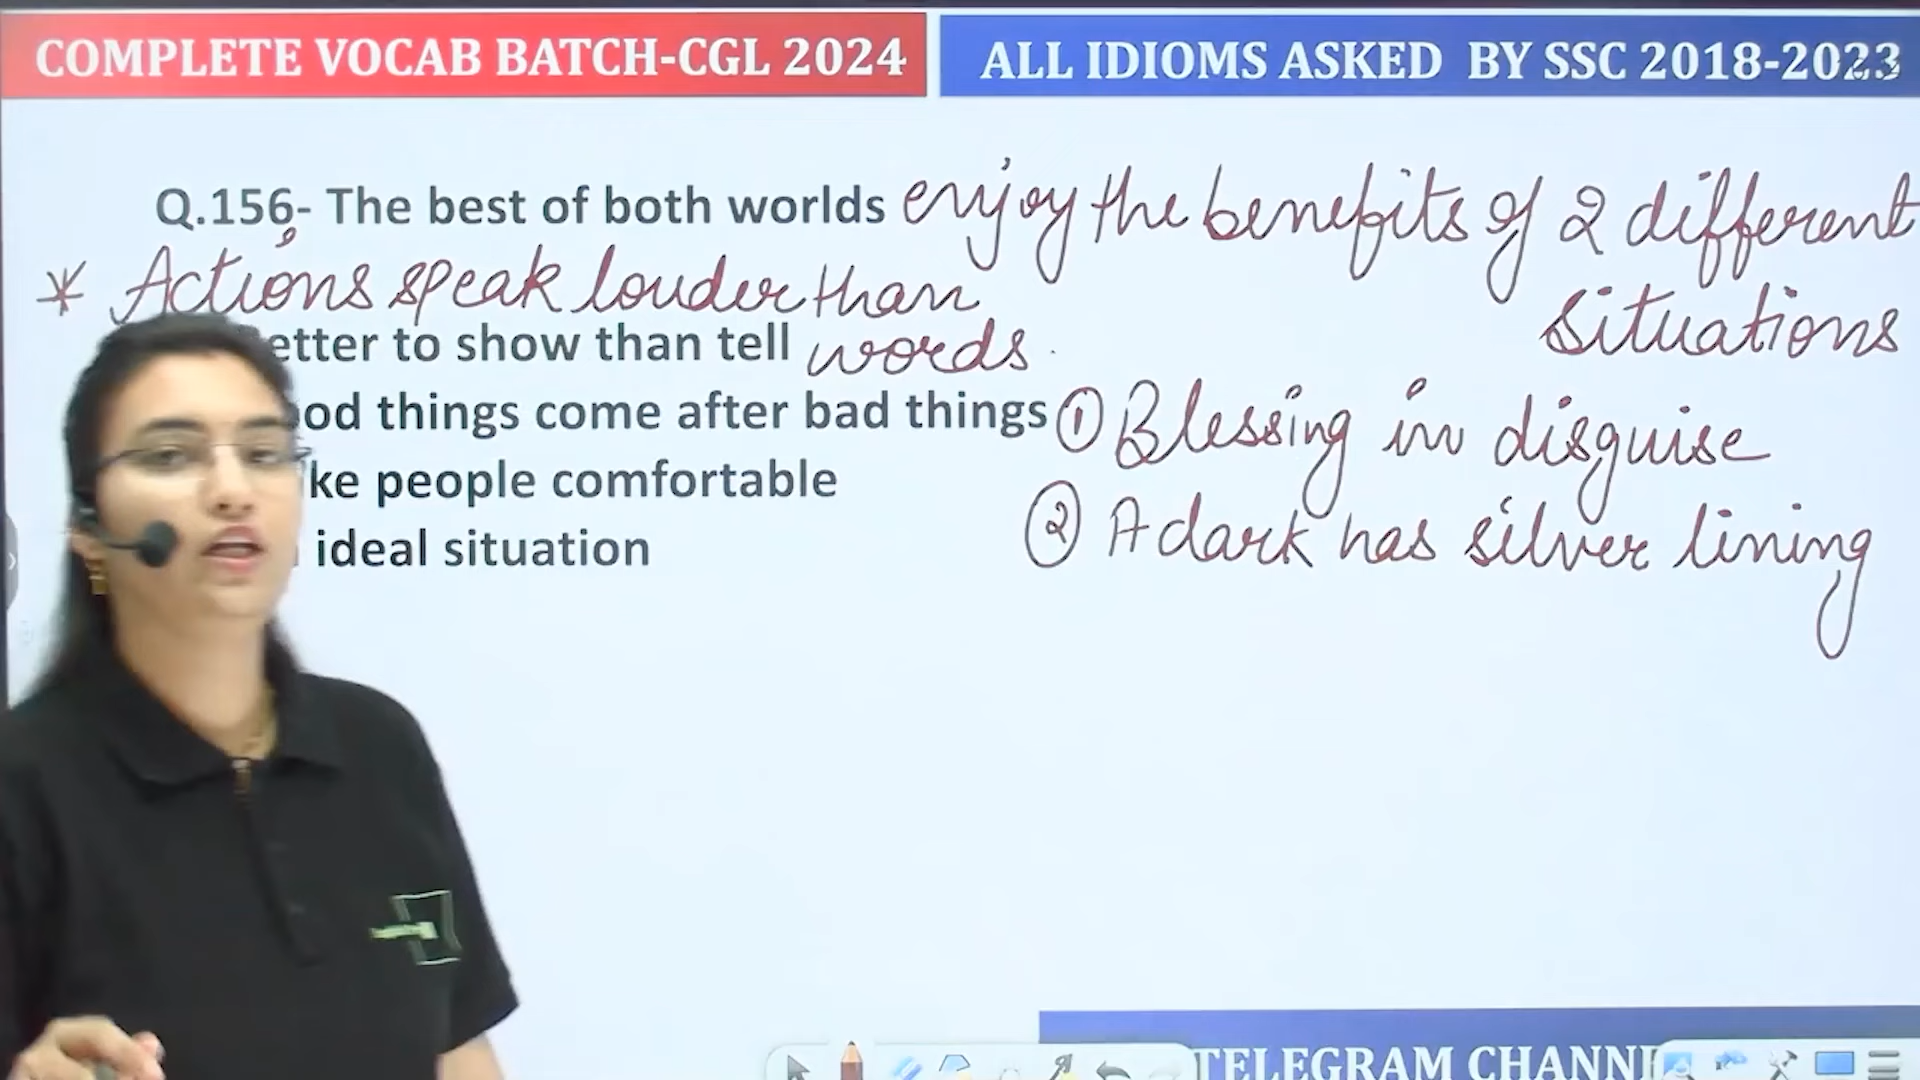 COMPLETE VOCAB BATCH-CGL 2024
ALL IDIOMS ASKED BY SSC 2018-2023
Q.156- The best of both worlds enjoy the benefits of 2 different
situations
* Actions speak louder than
words.
etter to show than tell
ood things come after bad things ① Blessing in disguise
ke people comfortable
② A dark has silver lining
ideal situation
TELEGRAM CHANNE